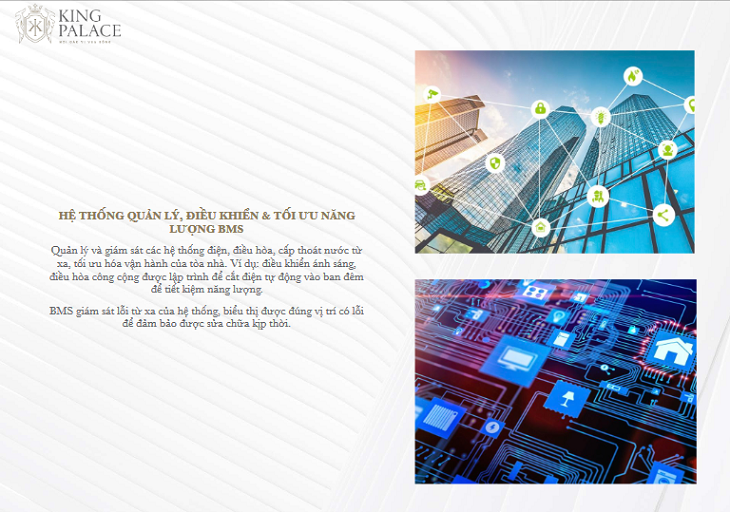 KING
PALACE
HỆ THỐNG QUẢN LÝ, ĐIỀU KHIỂN & TỐI ƯU NĂNG
LƯỢNG BMS
Quản lý và giám sát các hệ thống điện, điều hòa, cấp thoát nước từ
xa, tối ưu hóa vận hành của tòa nhà. Ví dụ: điều khiển ánh sáng,
điều hòa công cộng được lập trình để cắt điện tự động vào ban đêm
để tiết kiệm năng lượng.
BMS giám sát lỗi từ xa của hệ thống, biểu thị được đúng vị trí có lỗi
để đảm bảo được sửa chữa kịp thời.